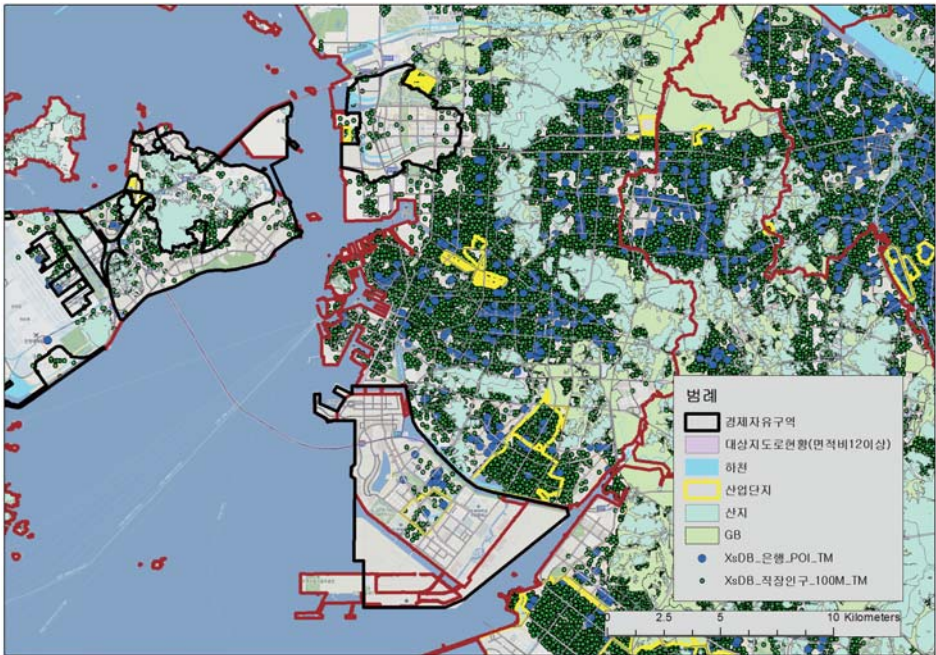 범례
경제자유구역
대상지도로현황(면적비12이상)
하천
산업단지
산지
GB
XsDB_은행_POI_TM
XsDB_직장인구_100M_TM
0 2.5 5 10 Kilometers